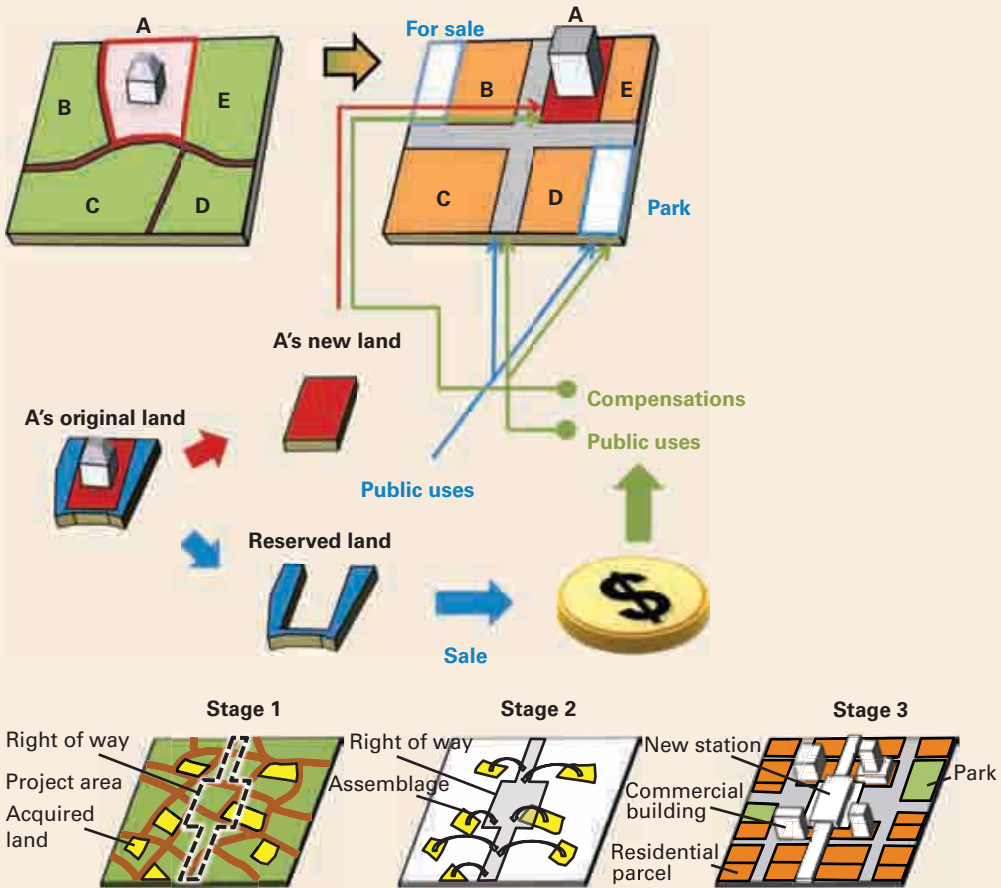 A
B
E
C
D
For sale
A
B
E
C
D
Park
A's new land
A's original land
Compensations
Public uses
Public uses
Reserved land
$
Sale
Stage 1
Right of way
Project area
Acquired
land
Stage 2
Right of way
Assemblage
Stage 3
New station
Commercial
building
Residential
parcel
Park